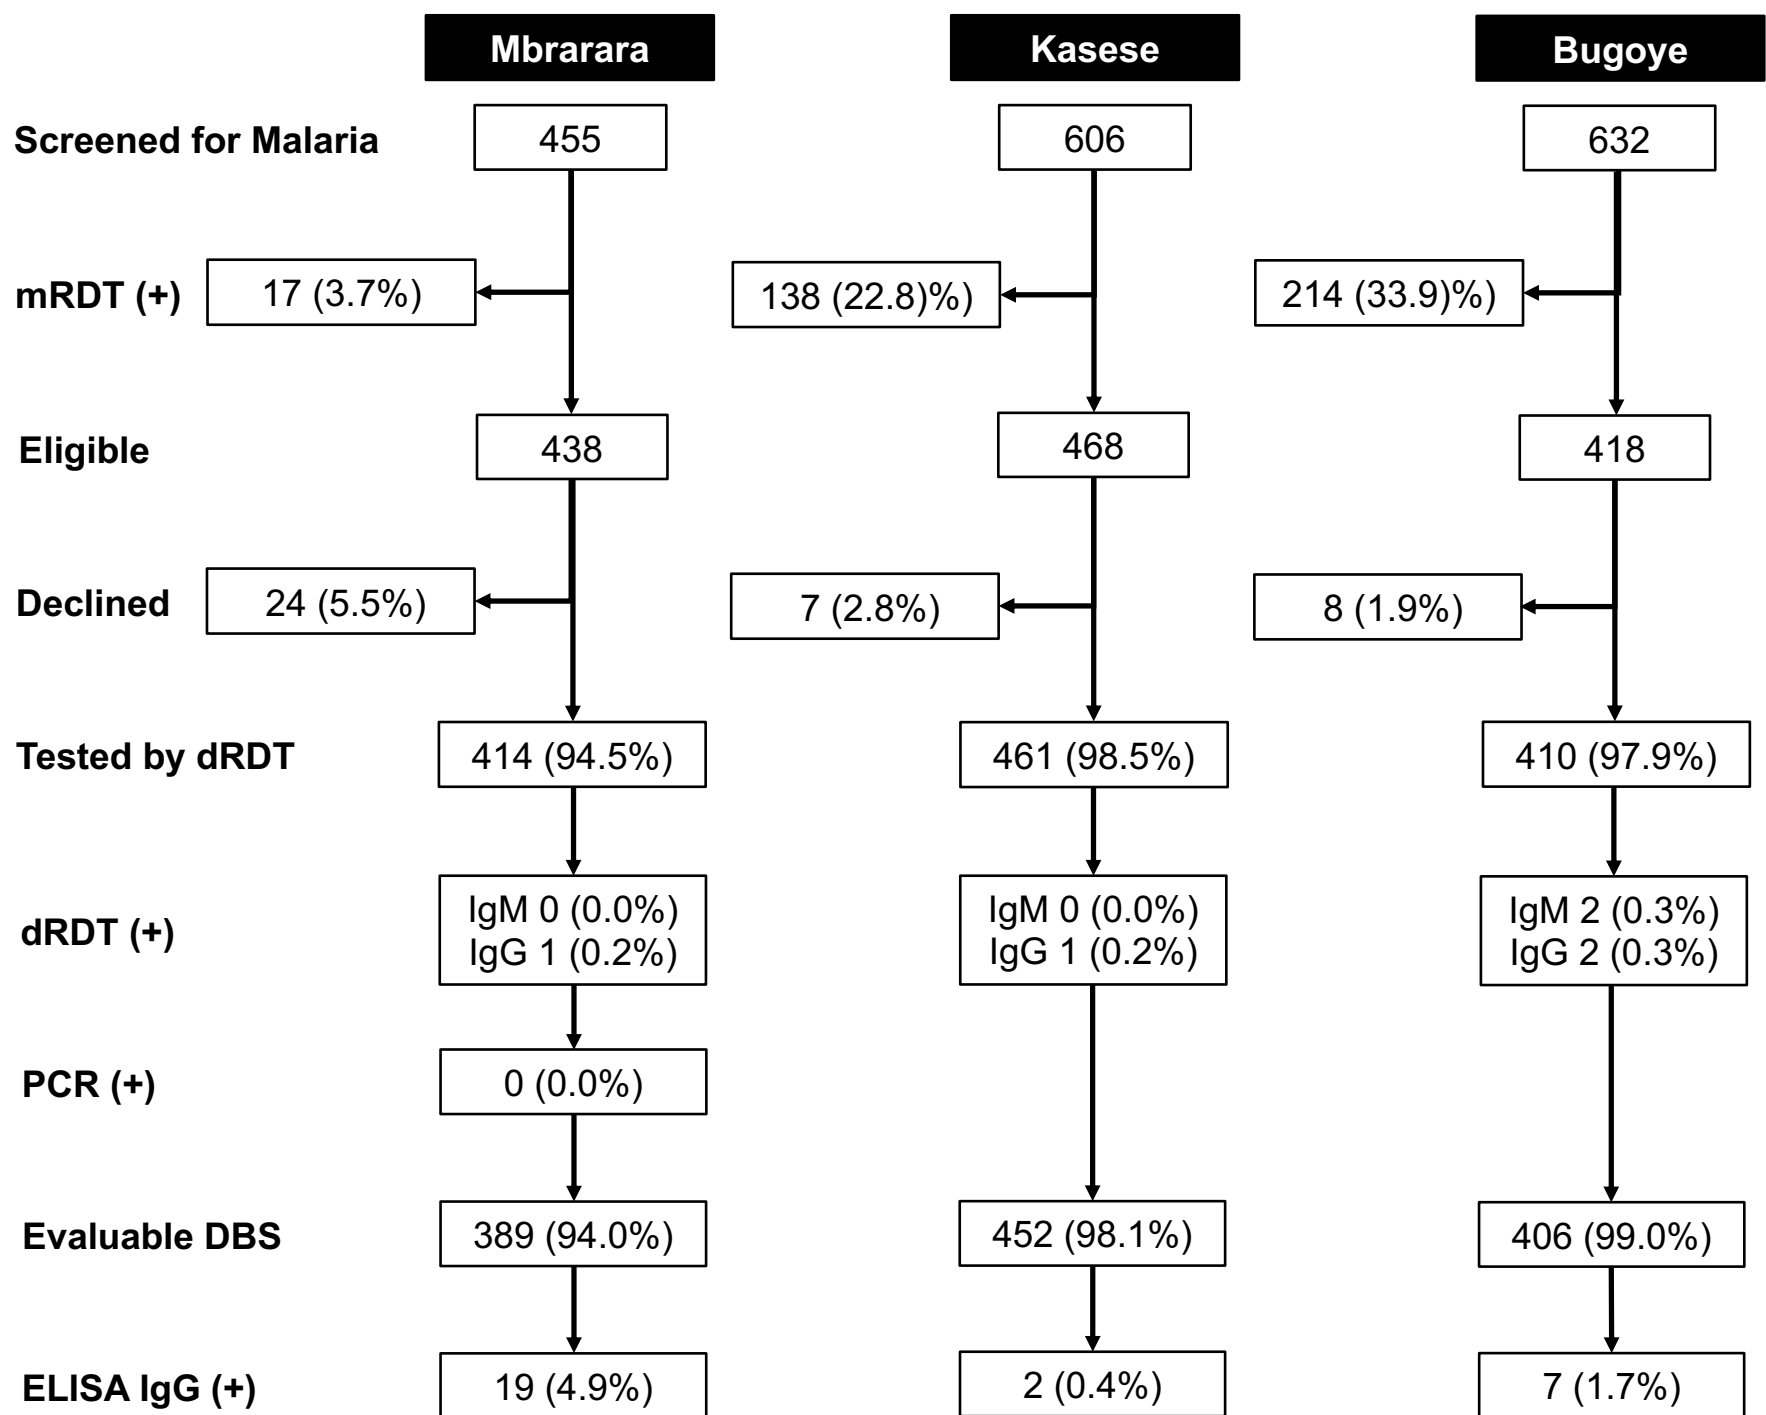 Mbrarara Kasese Bugoye
Screened for Malaria 455 606 632
mRDT (+) 17 (3.7%) 138 (22.8)%) 214 (33.9)%)
Eligible 438 468 418
Declined 24 (5.5%) 7 (2.8%) 8 (1.9%)
Tested by dRDT 414 (94.5%) 461 (98.5%) 410 (97.9%)
IgM 0 (0.0%) IgM 0 (0.0%) IgM 2 (0.3%)
dRDT (+)
IgG 1 (0.2%) IgG 1 (0.2%) IgG 2 (0.3%)
PCR (+) 0 (0.0%)
Evaluable DBS 389 (94.0%) 452 (98.1%) 406 (99.0%)
ELISA IgG (+) 19 (4.9%) 2 (0.4%) 7 (1.7%)